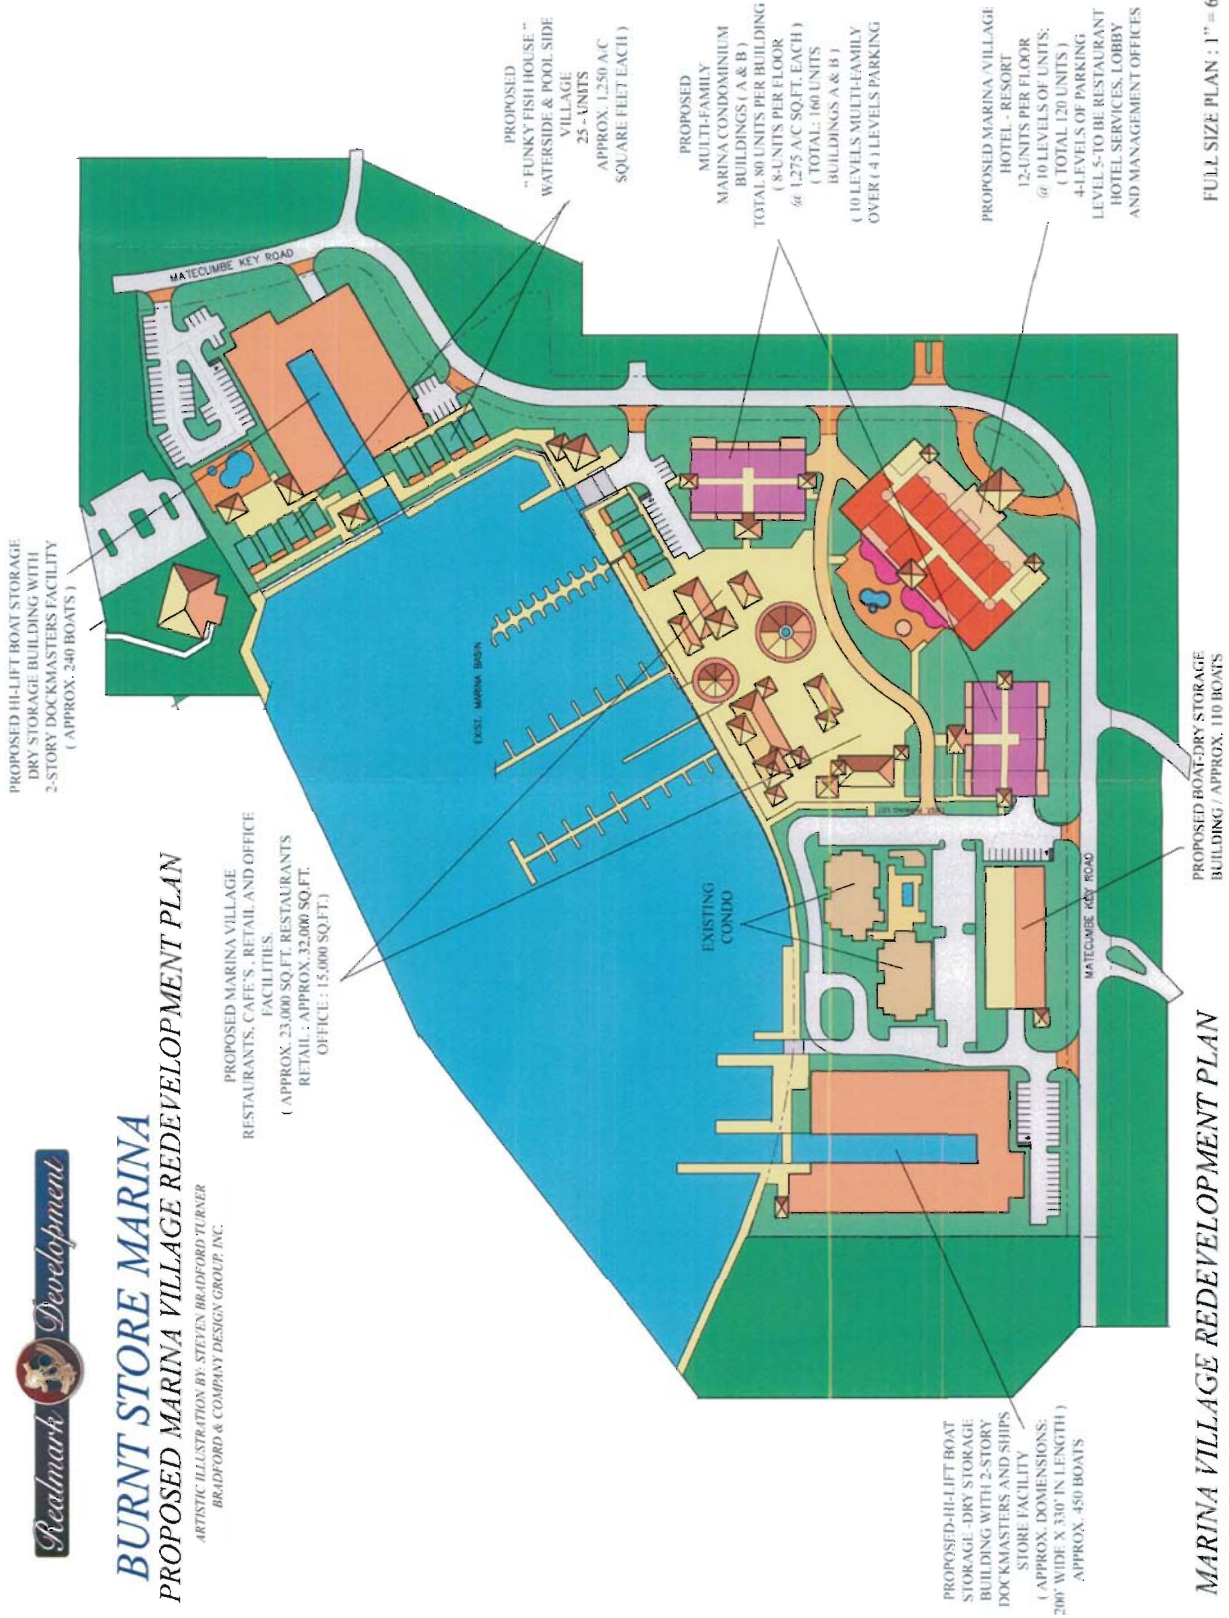 Realmark Development
BURNT STORE MARINA
PROPOSED MARINA VILLAGE REDEVELOPMENT PLAN
ARTISTIC ILLUSTRATION BY: STEVEN BRADFORD TURNER
BRADFORD & COMPANY DESIGN GROUP, INC.
PROPOSED HI-LIFT BOAT STORAGE
DRY STORAGE BUILDING WITH
2-STORY DOCKMASTERS FACILITY
( APPROX. 240 BOATS )
PROPOSED MARINA VILLAGE
RESTAURANTS, CAFE'S , RETAIL AND OFFICE
FACILITIES.
( APPROX. 23,000 SQ.FT. RESTAURANTS
RETAIL : APPROX. 32,000 SQ.FT.
OFFICE : 15,000 SQ.FT.)
PROPOSED
" FUNKY FISH HOUSE "
WATERSIDE & POOL SIDE
VILLAGE
25 - UNITS
APPROX. 1,250 A/C
SQUARE FEET EACH )
PROPOSED
MULTI-FAMILY
MARINA CONDOMINIUM
BUILDINGS ( A & B )
TOTAL 80 UNITS PER BUILDING
( 8-UNITS PER FLOOR
@ 1,275 A/C SQ.FT. EACH )
( TOTAL: 160 UNITS
BUILDINGS A & B )
( 10 LEVELS MULTI-FAMILY
OVER ( 4 ) LEVELS PARKING
PROPOSED MARINA /VILLAGE
HOTEL - RESORT
12-UNITS PER FLOOR
@ 10 LEVELS OF UNITS:
( TOTAL 120 UNITS )
4-LEVELS OF PARKING
LEVEL 5-TO BE RESTAURANT
HOTEL SERVICES, LOBBY
AND MANAGEMENT OFFICES
MATECUMBE KEY ROAD
EXIST. MARINA BASIN
EXISTING
CONDO
MATECUMBE KEY ROAD
PROPOSED BOAT-DRY STORAGE
BUILDING / APPROX. 110 BOATS
PROPOSED-HI-LIFT BOAT
STORAGE -DRY STORAGE
BUILDING WITH 2-STORY
DOCKMASTERS AND SHIPS
STORE FACILITY
( APPROX. DOMENSIONS:
200' WIDE X 330' IN LENGTH )
APPROX. 450 BOATS
MARINA VILLAGE REDEVELOPMENT PLAN
FULL SIZE PLAN : 1" = 6